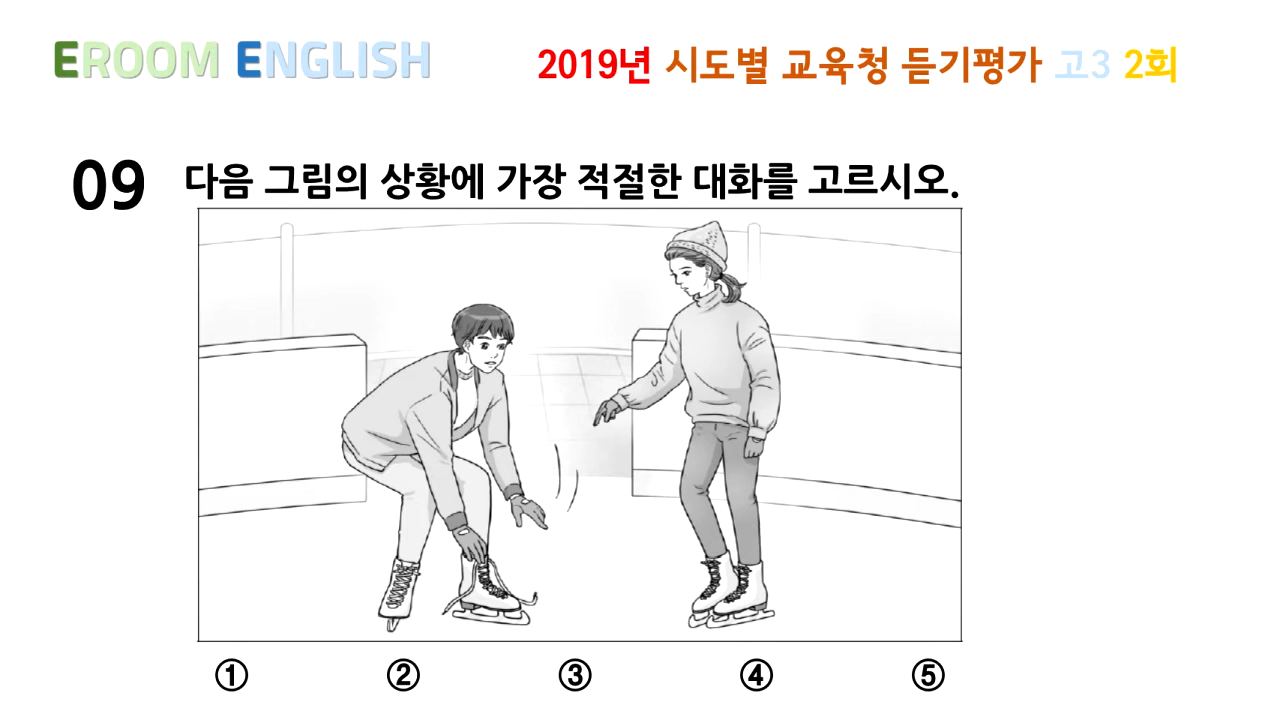 EROOM ENGLISH
2019년 시도별 교육청 듣기평가 고3 2회
09 다음 그림의 상황에 가장 적절한 대화를 고르시오.
① ② ③ ④ ⑤